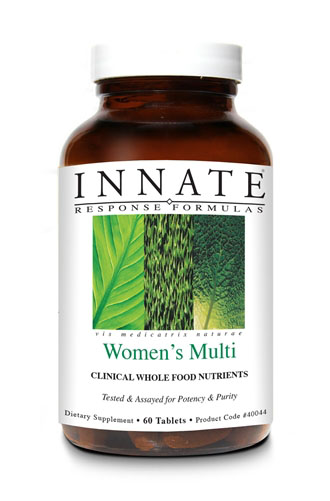 INNATE®
RESPONSE FORMULAS
vis medicatrix naturae
Women's Multi
CLINICAL WHOLE FOOD NUTRIENTS
Tested & Assayed for Potency & Purity
Dietary Supplement • 60 Tablets • Product Code #40044